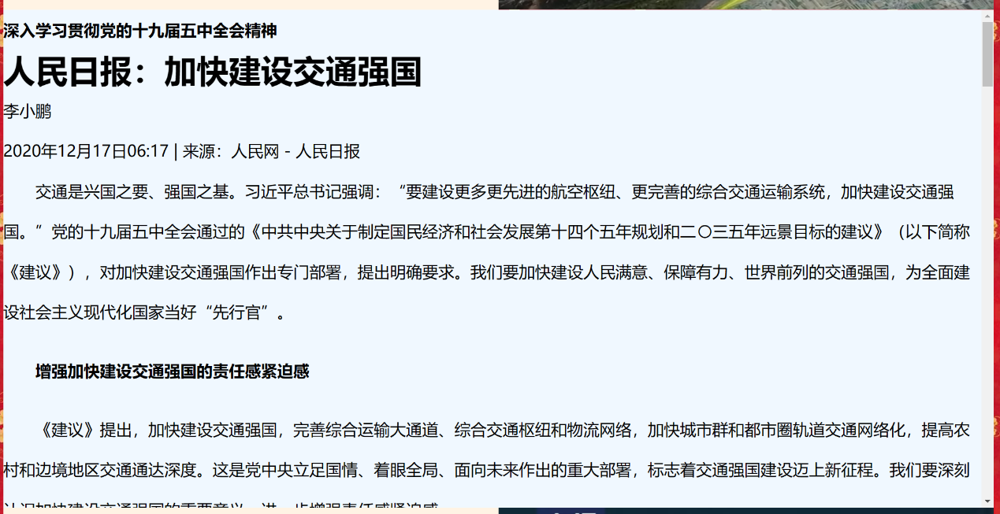 深入学习贯彻党的十九届五中全会精神
人民日报：加快建设交通强国
李小鹏
2020年12月17日06:17 | 来源：人民网－人民日报
交通是兴国之要、强国之基。习近平总书记强调：“要建设更多更先进的航空枢纽、更完善的综合交通运输系统，加快建设交通强
国。”党的十九届五中全会通过的《中共中央关于制定国民经济和社会发展第十四个五年规划和二〇三五年远景目标的建议》（以下简称
《建议》），对加快建设交通强国作出专门部署，提出明确要求。我们要加快建设人民满意、保障有力、世界前列的交通强国，为全面建
设社会主义现代化国家当好“先行官”。
增强加快建设交通强国的责任感紧迫感
《建议》提出，加快建设交通强国，完善综合运输大通道、综合交通枢纽和物流网络，加快城市群和都市圈轨道交通网络化，提高农
村和边境地区交通通达深度。这是党中央立足国情、着眼全局、面向未来作出的重大部署，标志着交通强国建设迈上新征程。我们要深刻